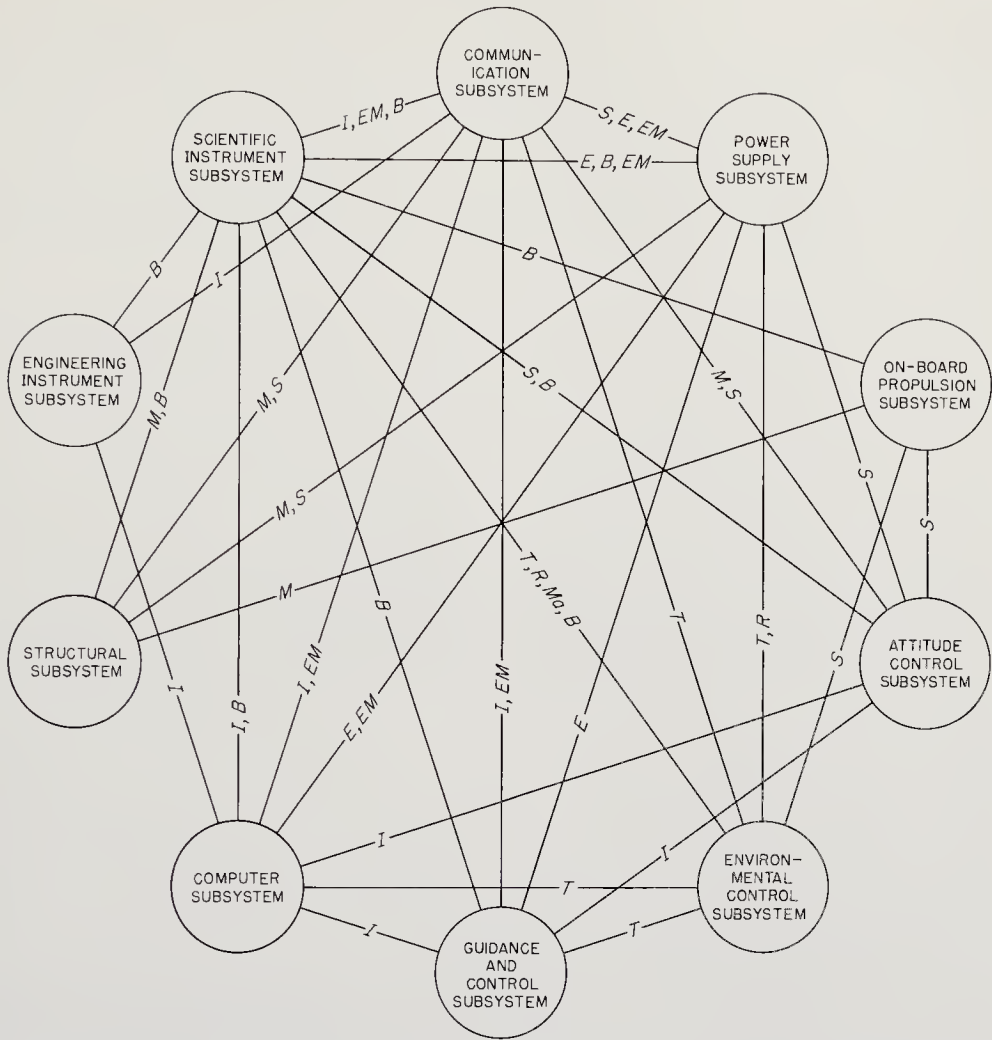 COMMUN-
ICATION
SUBSYSTEM
SCIENTIFIC
INSTRUMENT
SUBSYSTEM
POWER
SUPPLY
SUBSYSTEM
I, EM, B
S, E, EM
E, B, EM
B
I
B
ENGINEERING
INSTRUMENT
SUBSYSTEM
ON-BOARD
PROPULSION
SUBSYSTEM
M, B
M, S
S, B
M, S
S
M, S
S
M
B
T, R, Ma, B
T
T, R
S
STRUCTURAL
SUBSYSTEM
ATTITUDE
CONTROL
SUBSYSTEM
I
I, B
I, EM
E, EM
I, EM
E
I
I
COMPUTER
SUBSYSTEM
T
ENVIRON-
MENTAL
CONTROL
SUBSYSTEM
I
T
GUIDANCE
AND
CONTROL
SUBSYSTEM